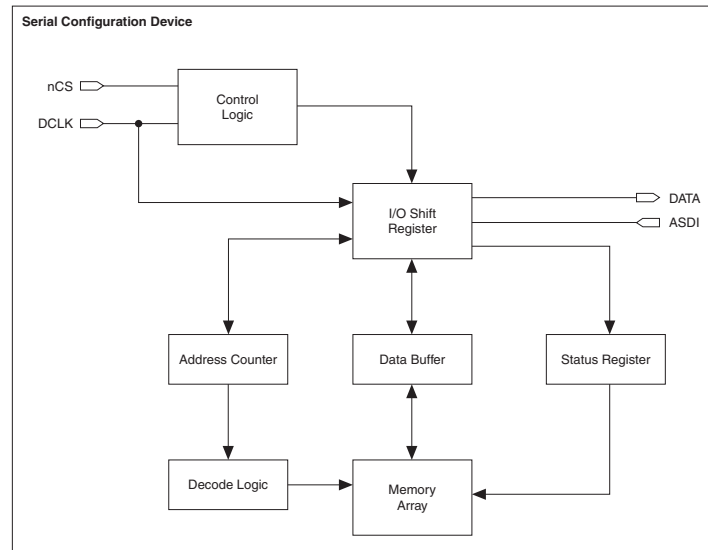 Serial Configuration Device
nCS
DCLK
Control
Logic
I/O Shift
Register
DATA
ASDI
Address Counter
Data Buffer
Status Register
Decode Logic
Memory
Array